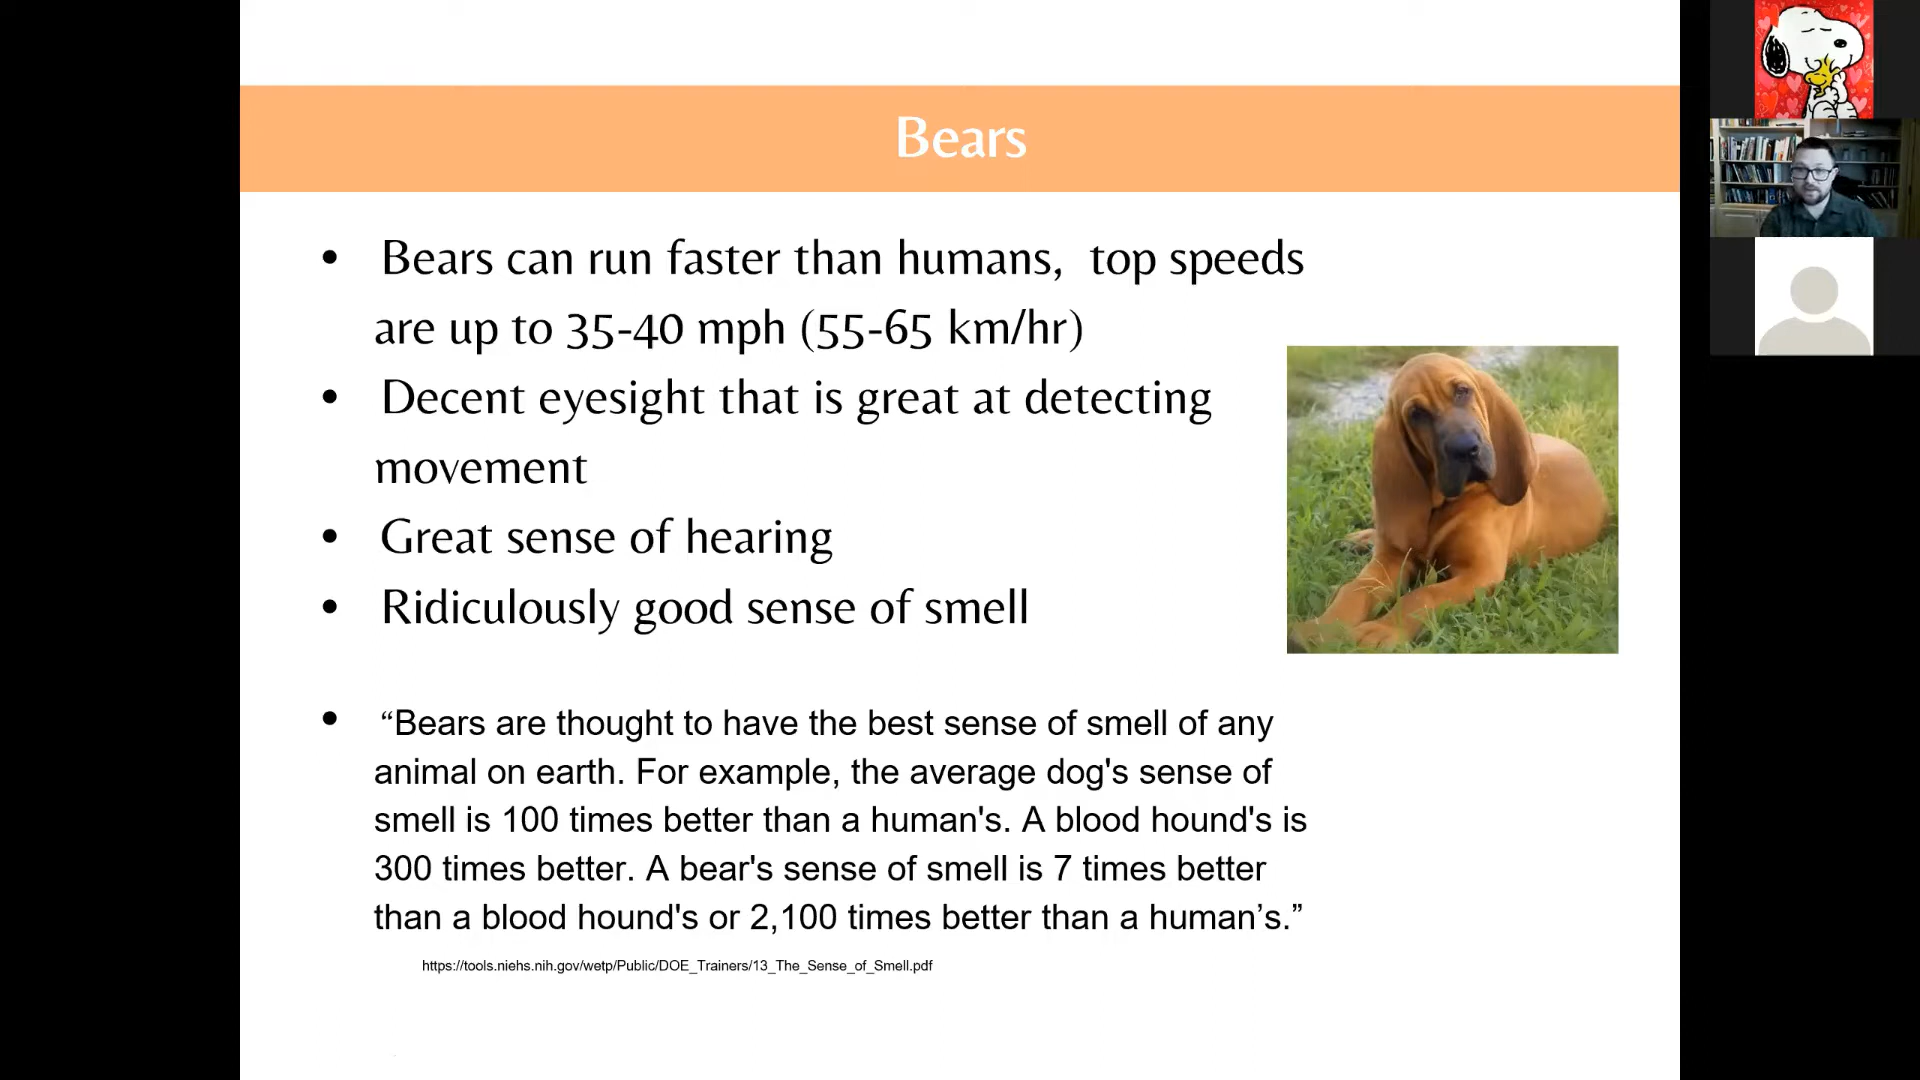 Bears
• Bears can run faster than humans, top speeds
are up to 35-40 mph (55-65 km/hr)
• Decent eyesight that is great at detecting
movement
• Great sense of hearing
• Ridiculously good sense of smell
• “Bears are thought to have the best sense of smell of any
animal on earth. For example, the average dog's sense of
smell is 100 times better than a human's. A blood hound's is
300 times better. A bear's sense of smell is 7 times better
than a blood hound's or 2,100 times better than a human’s.”
https://tools.niehs.nih.gov/wetp/Public/DOE_Trainers/13_The_Sense_of_Smell.pdf